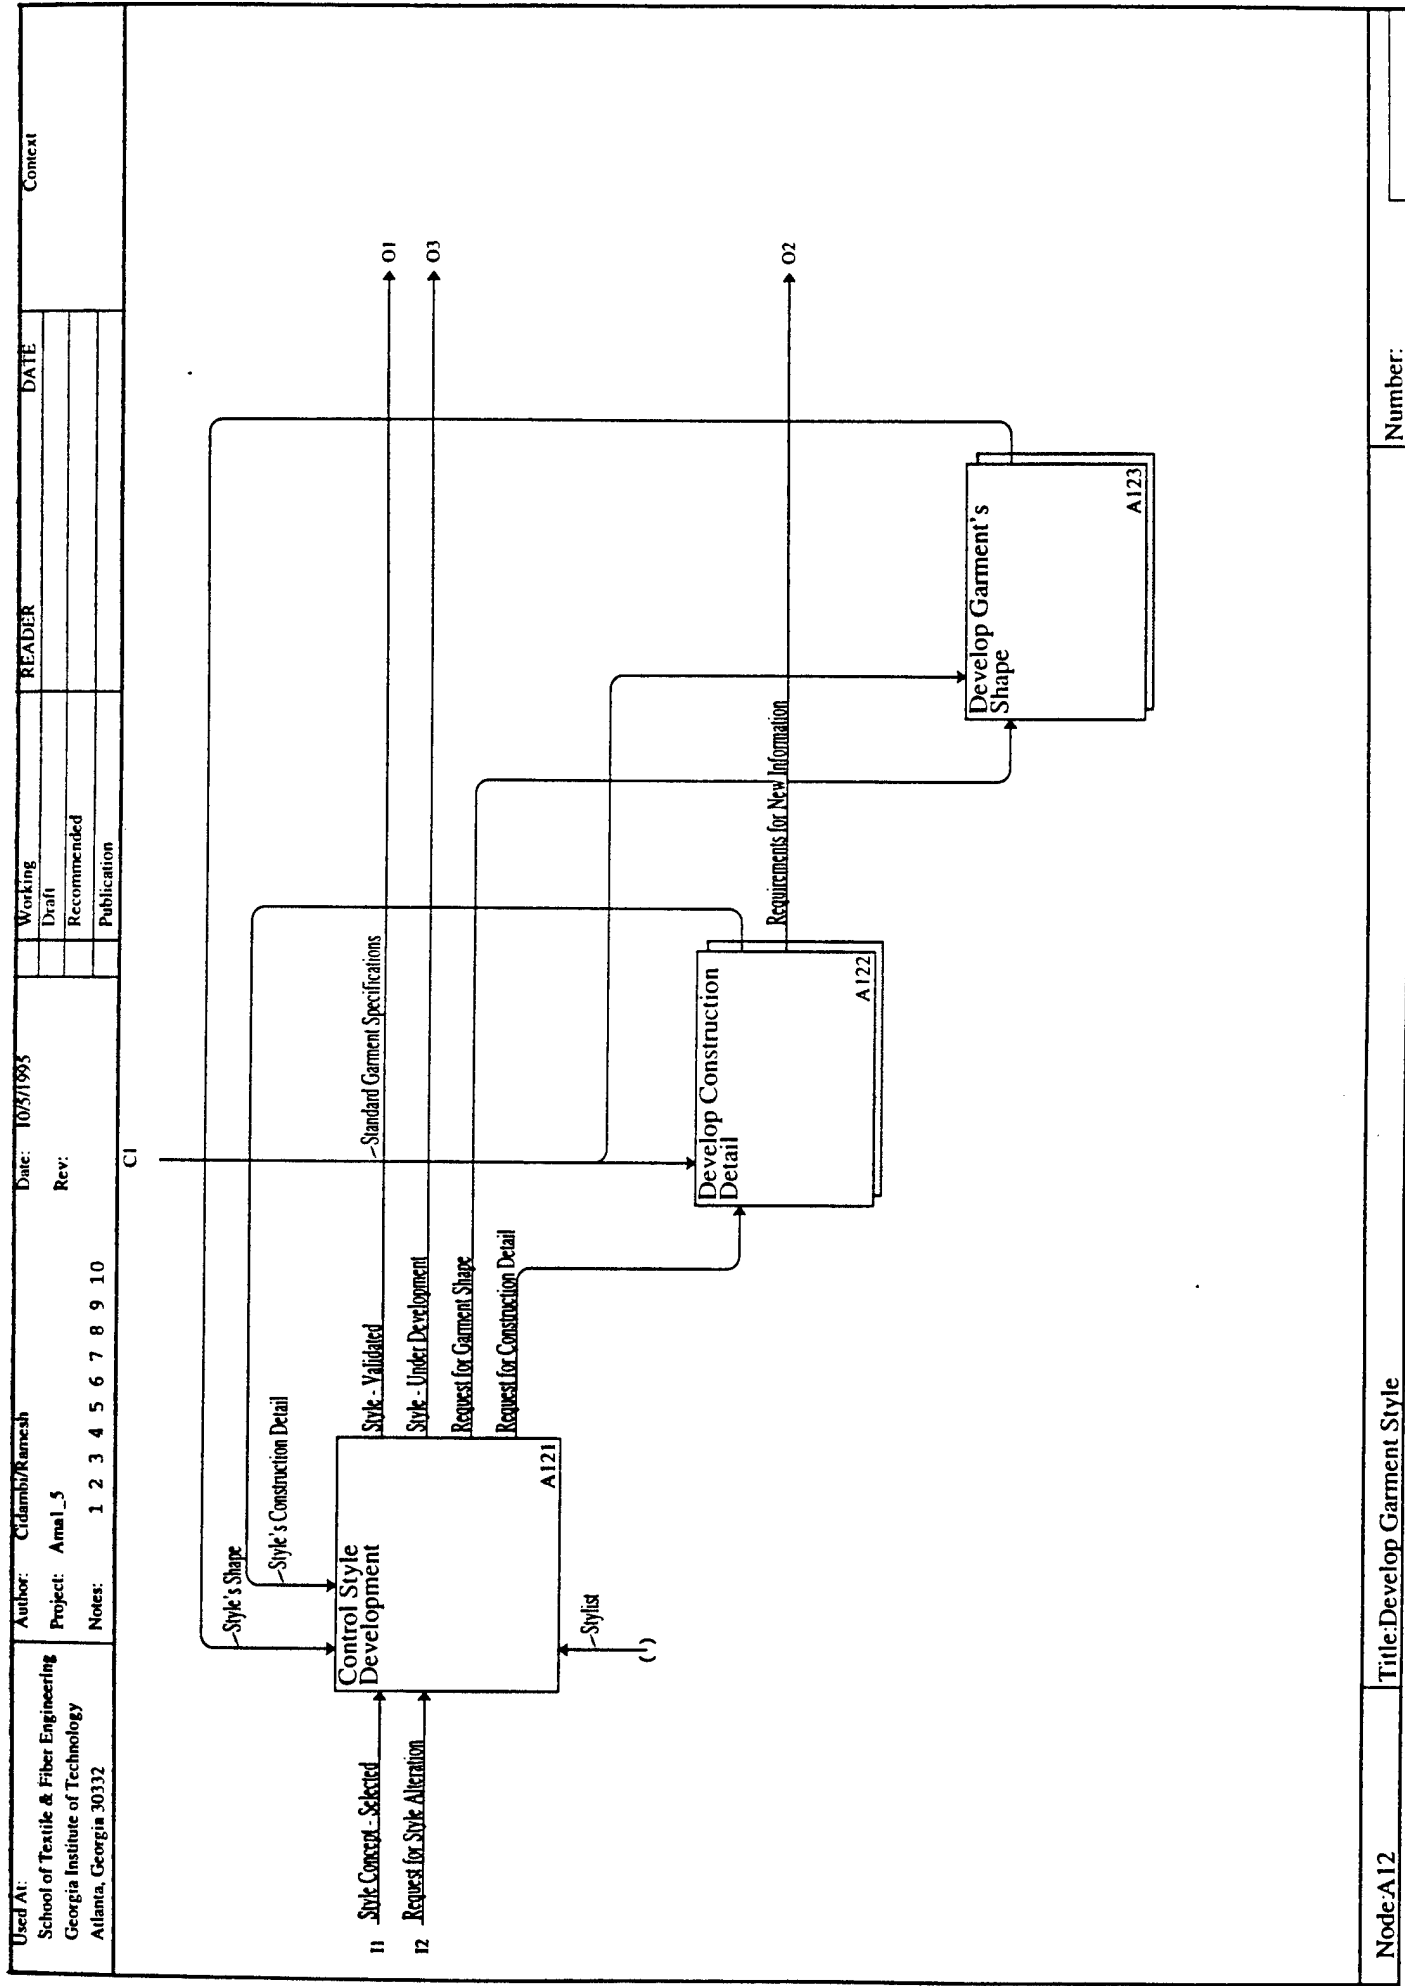 Used At:
School of Textile & Fiber Engineering
Georgia Institute of Technology
Atlanta, Georgia 30332
Author: Cidambi/Ramesh
Project: Ama1_5
Notes: 1 2 3 4 5 6 7 8 9 10
Date: 10/5/1993
Rev:
Working
Draft
Recommended
Publication
READER
DATE
Context
C1
Style's Shape
Style's Construction Detail
Standard Garment Specifications
I1
Style Concept - Selected
I2
Request for Style Alteration
Control Style
Development
A121
Stylist
( )
Style - Validated
O1
Style - Under Development
O3
Request for Garment Shape
Request for Construction Detail
Develop Construction
Detail
A122
Requirements for New Information
O2
Develop Garment's
Shape
A123
Node:A12
Title:Develop Garment Style
Number: